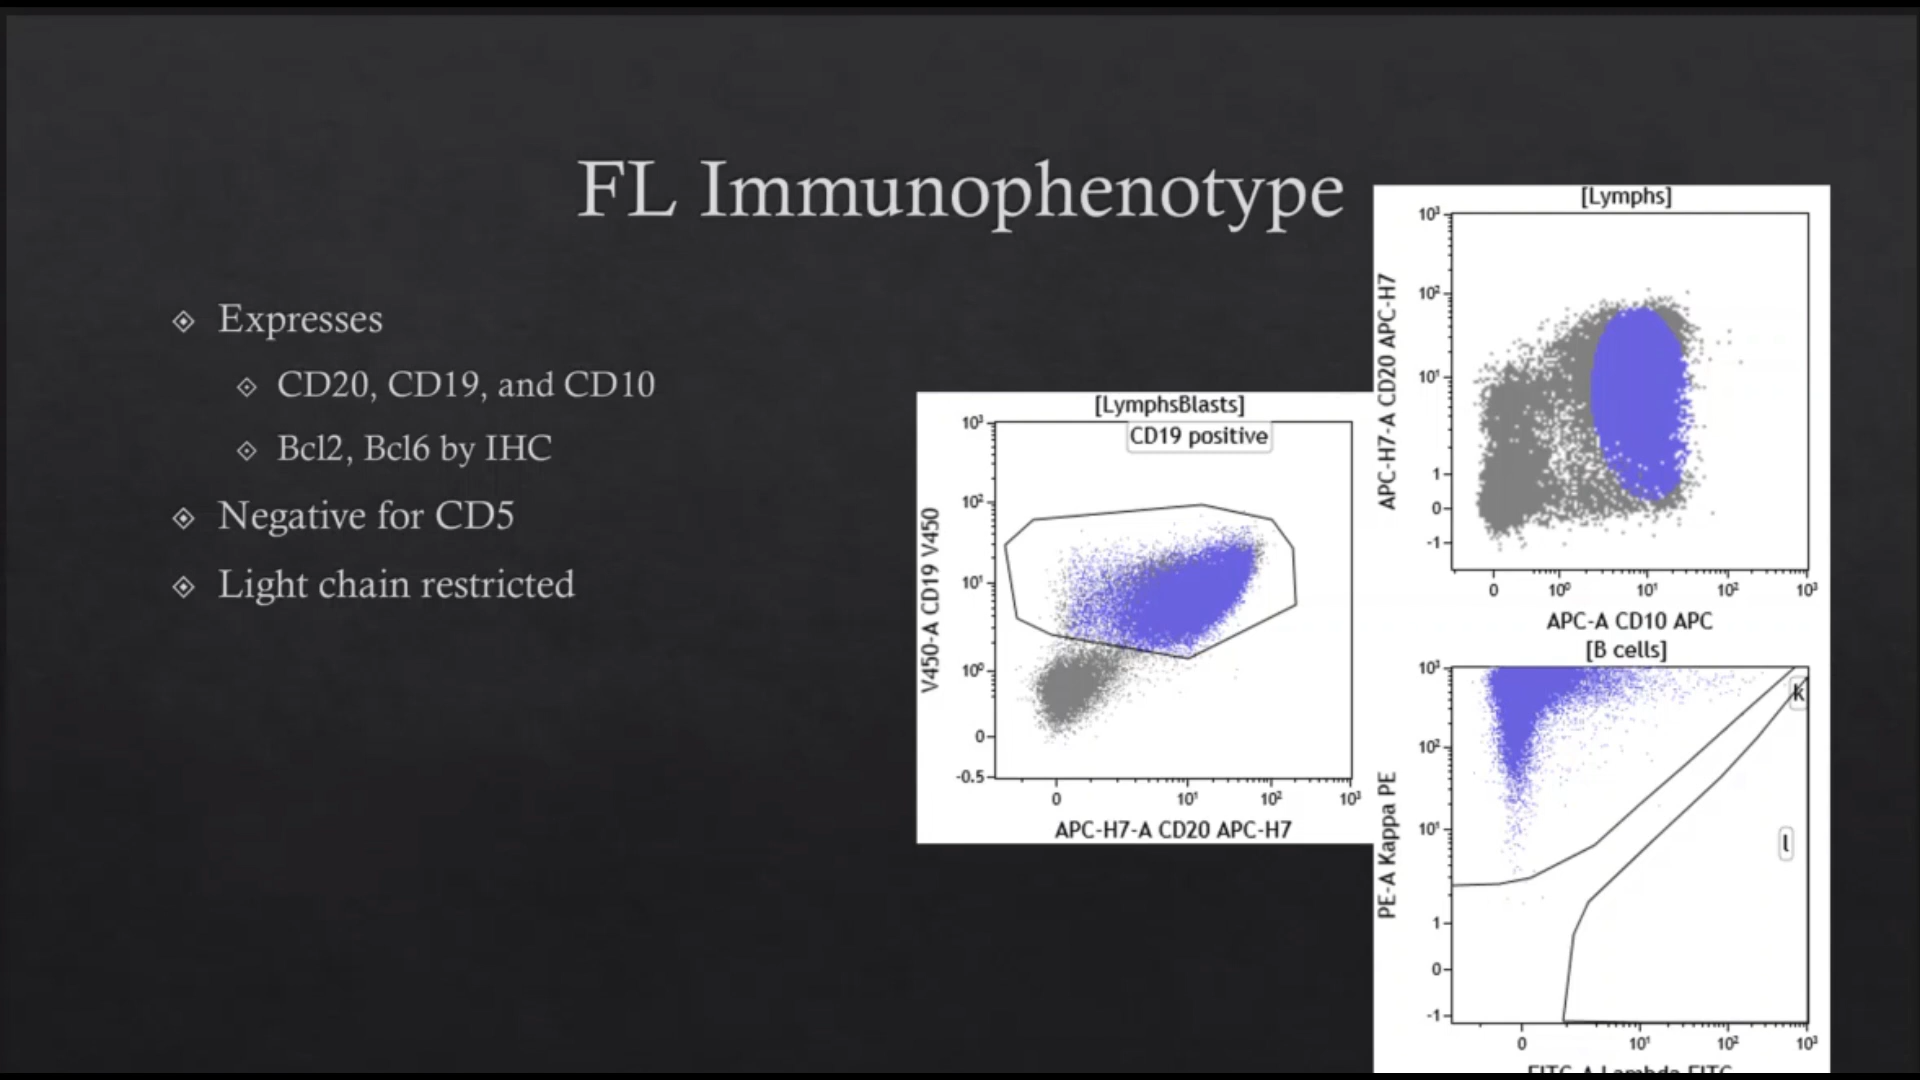 FL Immunophenotype
Expresses
CD20, CD19, and CD10
Bcl2, Bcl6 by IHC
Negative for CD5
Light chain restricted
[LymphsBlasts]
CD19 positive
10³
10²
10¹
10⁰
0
-0.5
V450-A CD19 V450
0
10¹
10²
10³
APC-H7-A CD20 APC-H7
[Lymphs]
10³
10²
10¹
1
0
-1
APC-H7-A CD20 APC-H7
0
10⁰
10¹
10²
10³
APC-A CD10 APC
[B cells]
k
l
10³
10²
10¹
1
0
-1
PE-A Kappa PE
0
10¹
10²
10³
FITC-A Lambda FITC